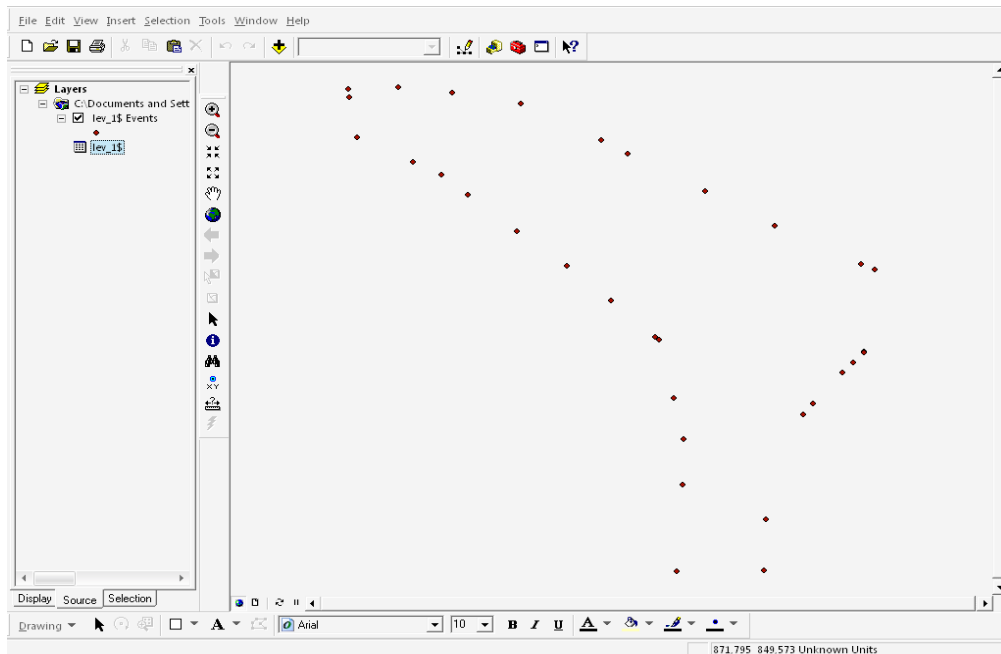 File Edit View Insert Selection Tools Window Help
Layers
C:\Documents and Sett
lev_1$ Events
lev_1$
XY
Display Source Selection
Drawing A Arial 10 B I U A
871.795 849.573 Unknown Units